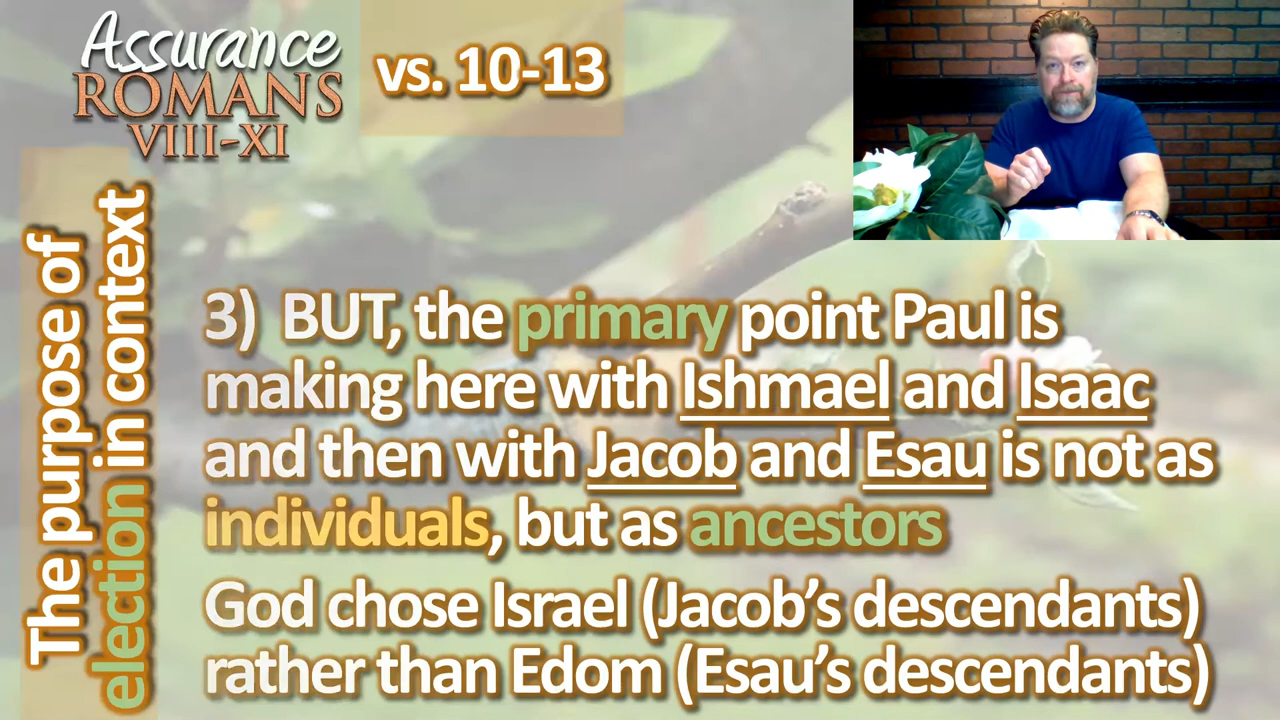 Assurance
ROMANS
VIII-XI
vs. 10-13
The purpose of
election in context
3) BUT, the primary point Paul is
making here with Ishmael and Isaac
and then with Jacob and Esau is not as
individuals, but as ancestors
God chose Israel (Jacob’s descendants)
rather than Edom (Esau’s descendants)